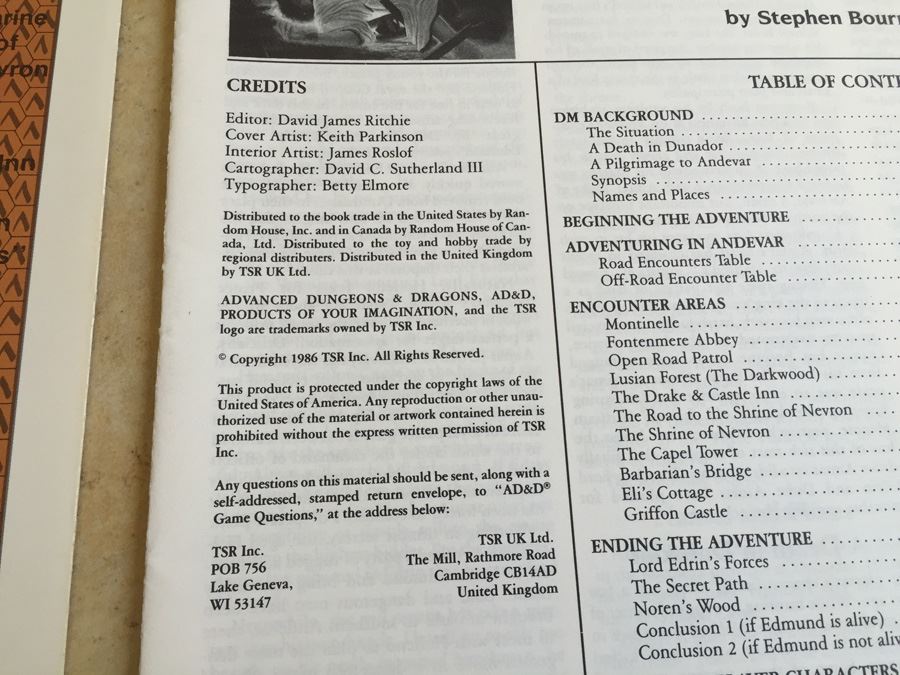 of
by Stephen
CREDITS
Editor: David James Ritchie
Cover Artist: Keith Parkinson
Interior Artist: James Roslof
Cartographer: David C. Sutherland III
Typographer: Betty Elmore
Distributed to the book trade in the United States by Ran-
dom House, Inc. and in Canada by Random House of Can-
ada, Ltd. Distributed to the toy and hobby trade by
regional distributers. Distributed in the United Kingdom
by TSR UK Ltd.
ADVANCED DUNGEONS & DRAGONS, AD&D,
PRODUCTS OF YOUR IMAGINATION, and the TSR
logo are trademarks owned by TSR Inc.
© Copyright 1986 TSR Inc. All Rights Reserved.
This product is protected under the copyright laws of the
United States of America. Any reproduction or other unau-
thorized use of the material or artwork contained herein is
prohibited without the express written permission of TSR
Inc.
Any questions on this material should be sent, along with a
self-addressed, stamped return envelope, to “AD&D®
Game Questions,” at the address below:
TSR Inc.
POB 756
Lake Geneva,
WI 53147
TSR UK Ltd.
The Mill, Rathmore Road
Cambridge CB14AD
United Kingdom
TABLE OF
DM BACKGROUND
The Situation
A Death in Dunador
A Pilgrimage to Andevar
Synopsis
Names and Places
BEGINNING THE ADVENTURE
ADVENTURING IN ANDEVAR
Road Encounters Table
Off-Road Encounter Table
ENCOUNTER AREAS
Montinelle
Fontenmere Abbey
Open Road Patrol
Lusian Forest (The Darkwood)
The Drake & Castle Inn
The Road to the Shrine of Nevron
The Shrine of Nevron
The Capel Tower
Barbarian's Bridge
Eli's Cottage
Griffon Castle
ENDING THE ADVENTURE
Lord Edrin's Forces
The Secret Path
Noren's Wood
Conclusion 1 (if Edmund is alive)
Conclusion 2 (if Edmund is not